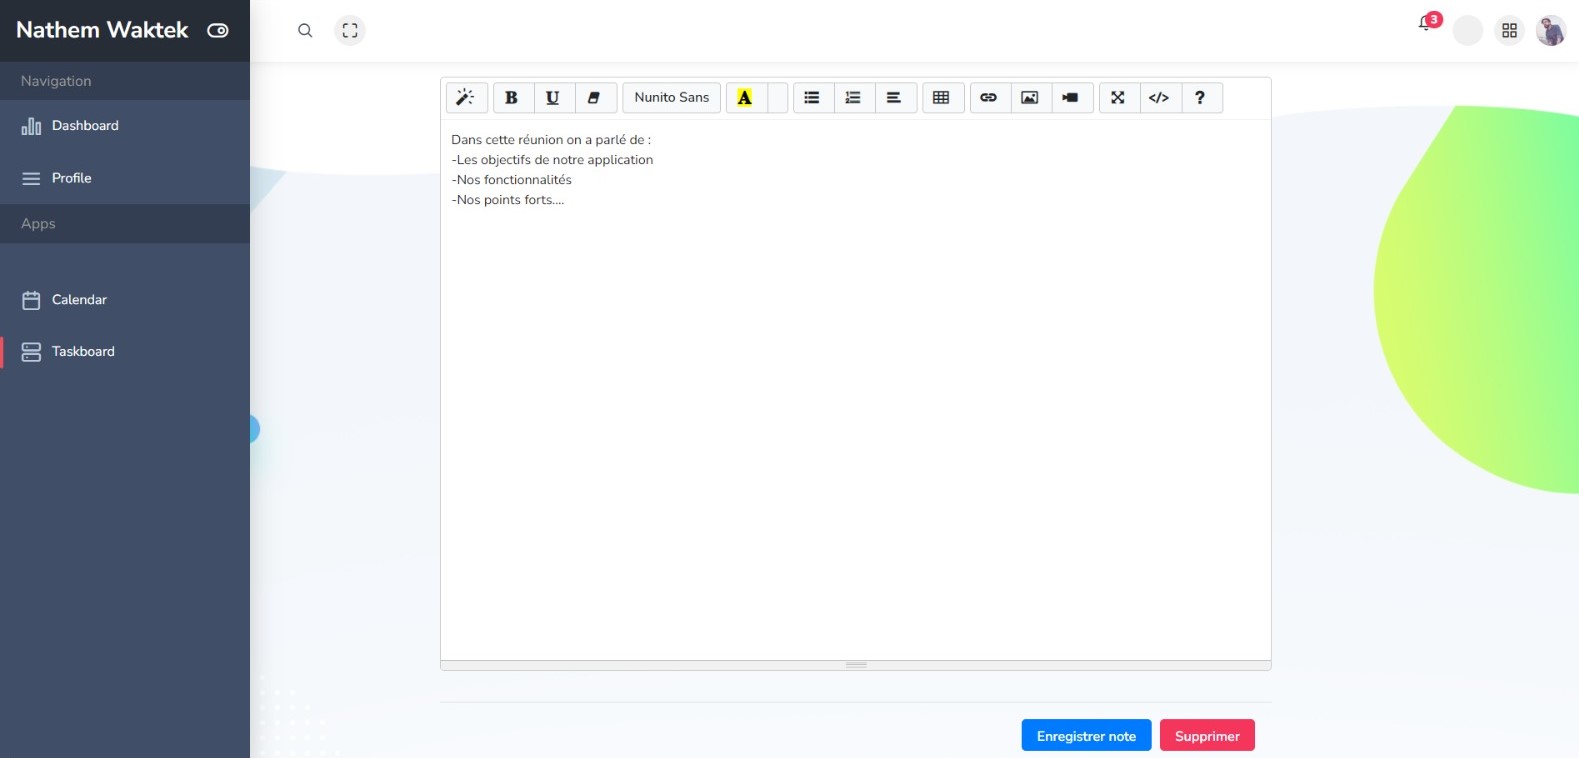 Nathem Waktek
3
Navigation
Dashboard
Profile
Apps
Calendar
Taskboard
B U Nunito Sans A </> ?
Dans cette réunion on a parlé de :
-Les objectifs de notre application
-Nos fonctionnalités
-Nos points forts....
Enregistrer note Supprimer